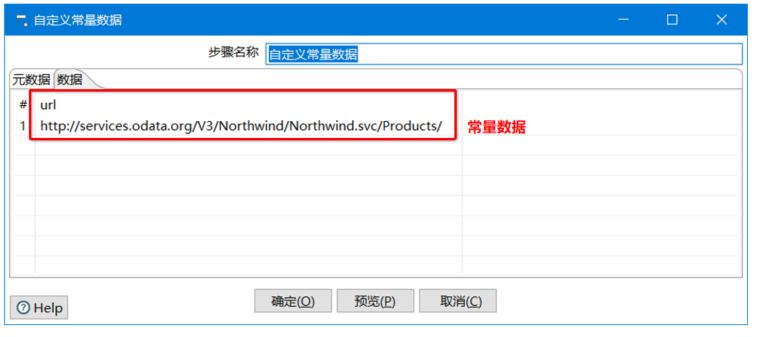 自定义常量数据
步骤名称 自定义常量数据
元数据 数据
# url
1 http://services.odata.org/V3/Northwind/Northwind.svc/Products/ 常量数据
确定(O) 预览(P) 取消(C)
Help